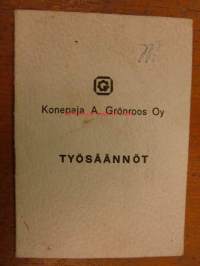 G
Konepaja A. Grönroos Oy
TYÖSÄÄNNÖT